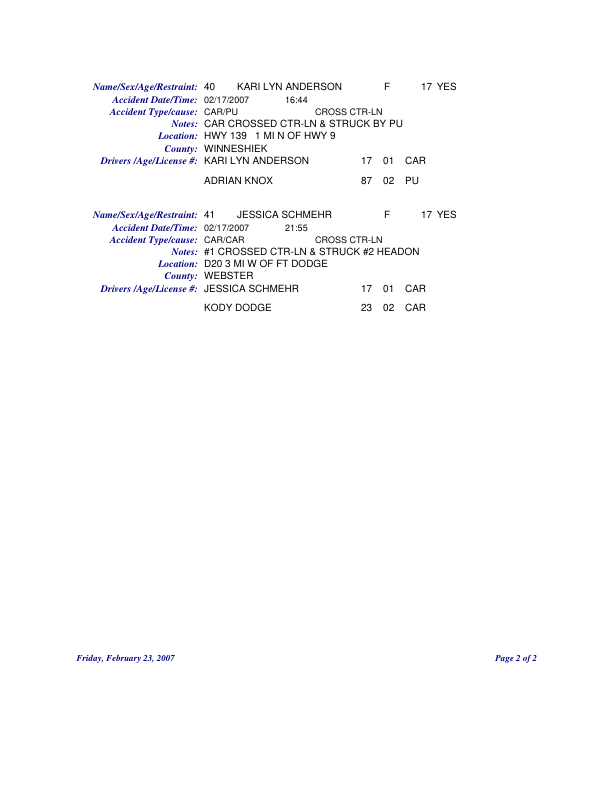 Name/Sex/Age/Restraint: 40 KARI LYN ANDERSON F 17 YES
Accident Date/Time: 02/17/2007 16:44
Accident Type/cause: CAR/PU CROSS CTR-LN
Notes: CAR CROSSED CTR-LN & STRUCK BY PU
Location: HWY 139 1 MI N OF HWY 9
County: WINNESHIEK
Drivers /Age/License #: KARI LYN ANDERSON 17 01 CAR
ADRIAN KNOX 87 02 PU
Name/Sex/Age/Restraint: 41 JESSICA SCHMEHR F 17 YES
Accident Date/Time: 02/17/2007 21:55
Accident Type/cause: CAR/CAR CROSS CTR-LN
Notes: #1 CROSSED CTR-LN & STRUCK #2 HEADON
Location: D20 3 MI W OF FT DODGE
County: WEBSTER
Drivers /Age/License #: JESSICA SCHMEHR 17 01 CAR
KODY DODGE 23 02 CAR
Friday, February 23, 2007 Page 2 of 2